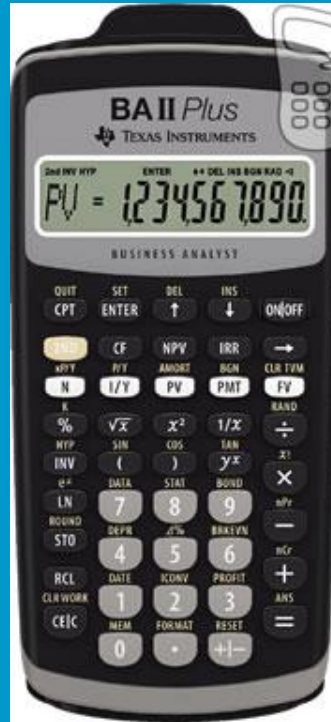 BA II Plus
TEXAS INSTRUMENTS
2nd INV HYP ENTER DEL INS BGN RAD
PV = 1,234,567,890.
BUSINESS ANALYST
QUIT SET DEL INS
CPT ENTER ↑ ↓ ON|OFF
2ND CF NPV IRR →
xP/Y P/Y AMORT BGN CLR TVM
N I/Y PV PMT FV
K RAND
% √x x² 1/x ÷
HYP SIN COS TAN x!
INV ( ) yˣ ×
eˣ DATA STAT BOND nPr
LN 7 8 9 −
ROUND DEPR Δ% BRKEVN nCr
STO 4 5 6 +
DATE ICONV PROFIT ANS
RCL 1 2 3 =
CLR WORK MEM FORMAT RESET
CE|C 0 . +|−